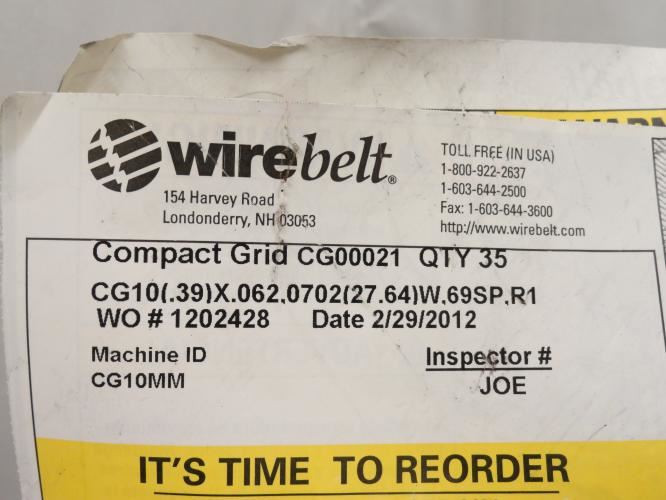 wirebelt®
154 Harvey Road
Londonderry, NH 03053
TOLL FREE (IN USA)
1-800-922-2637
1-603-644-2500
Fax: 1-603-644-3600
http://www.wirebelt.com
Compact Grid CG00021 QTY 35
CG10(.39)X.062,0702(27.64)W,69SP,R1
WO # 1202428 Date 2/29/2012
Machine ID
CG10MM
Inspector #
JOE
IT'S TIME TO REORDER